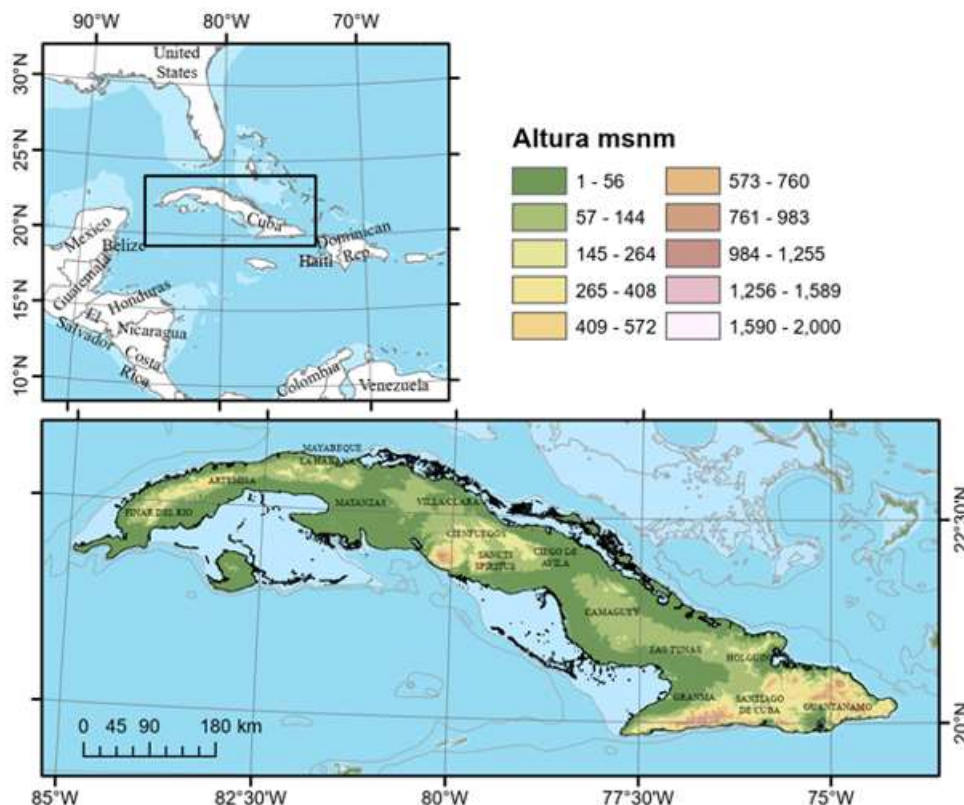 90°W 80°W 70°W
30°N
25°N
20°N
15°N
10°N
United
States
Mexico
Belize
Guatemala
Honduras
El
Salvador
Nicaragua
Costa
Rica
Cuba
Haiti
Dominican
Rep
Colombia
Venezuela
Altura msnm
1 - 56
57 - 144
145 - 264
265 - 408
409 - 572
573 - 760
761 - 983
984 - 1,255
1,256 - 1,589
1,590 - 2,000
MAYABEQUE
LA HABANA
ARTEMISA
PINAR DEL RIO
MATANZAS
VILLA CLARA
CIENFUEGOS
SANCTI
SPIRITUS
CIEGO DE
AVILA
CAMAGUEY
LAS TUNAS
HOLGUIN
GRANMA
SANTIAGO
DE CUBA
GUANTANAMO
22°30'N
20°N
0 45 90 180 km
85°W 82°30'W 80°W 77°30'W 75°W